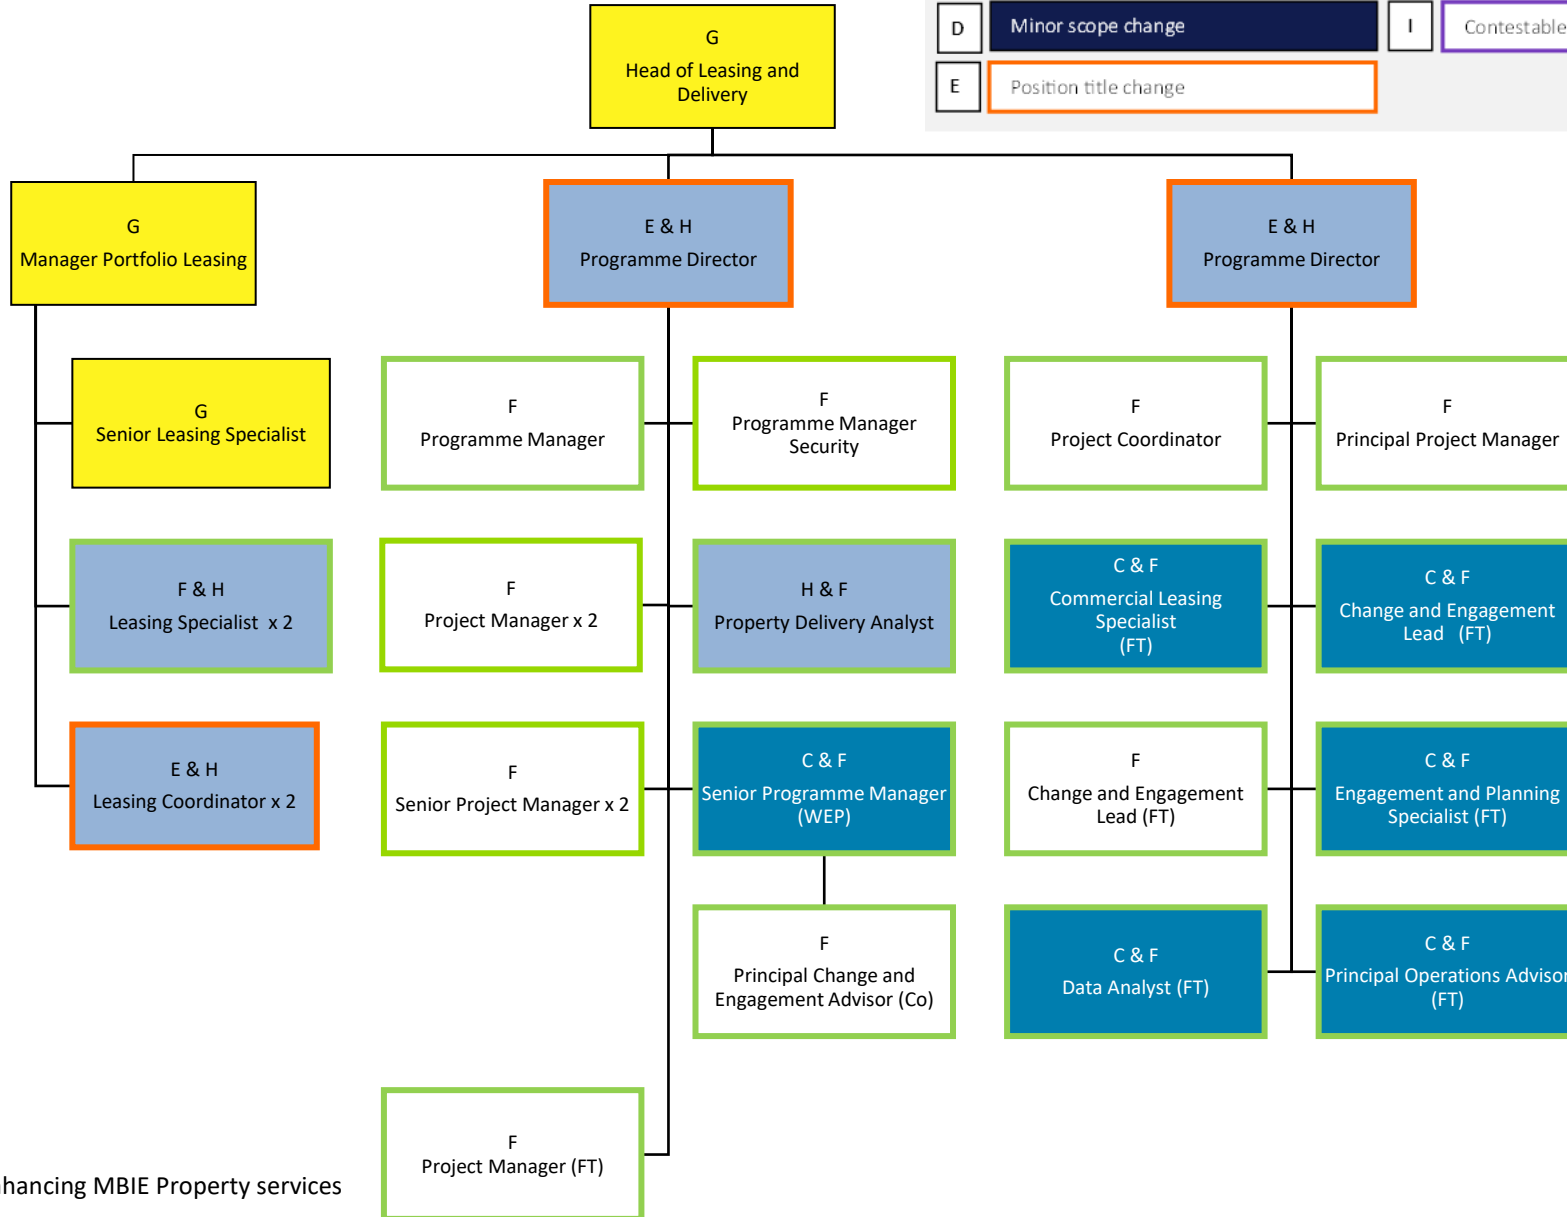 D
Minor scope change
I
Contestable
E
Position title change
G
Head of Leasing and
Delivery
G
Manager Portfolio Leasing
E & H
Programme Director
E & H
Programme Director
G
Senior Leasing Specialist
F
Programme Manager
F
Programme Manager
Security
F
Project Coordinator
F
Principal Project Manager
F & H
Leasing Specialist x 2
F
Project Manager x 2
H & F
Property Delivery Analyst
C & F
Commercial Leasing
Specialist
(FT)
C & F
Change and Engagement
Lead (FT)
E & H
Leasing Coordinator x 2
F
Senior Project Manager x 2
C & F
Senior Programme Manager
(WEP)
F
Change and Engagement
Lead (FT)
C & F
Engagement and Planning
Specialist (FT)
F
Principal Change and
Engagement Advisor (Co)
C & F
Data Analyst (FT)
C & F
Principal Operations Advisor
(FT)
F
Project Manager (FT)
nhancing MBIE Property services